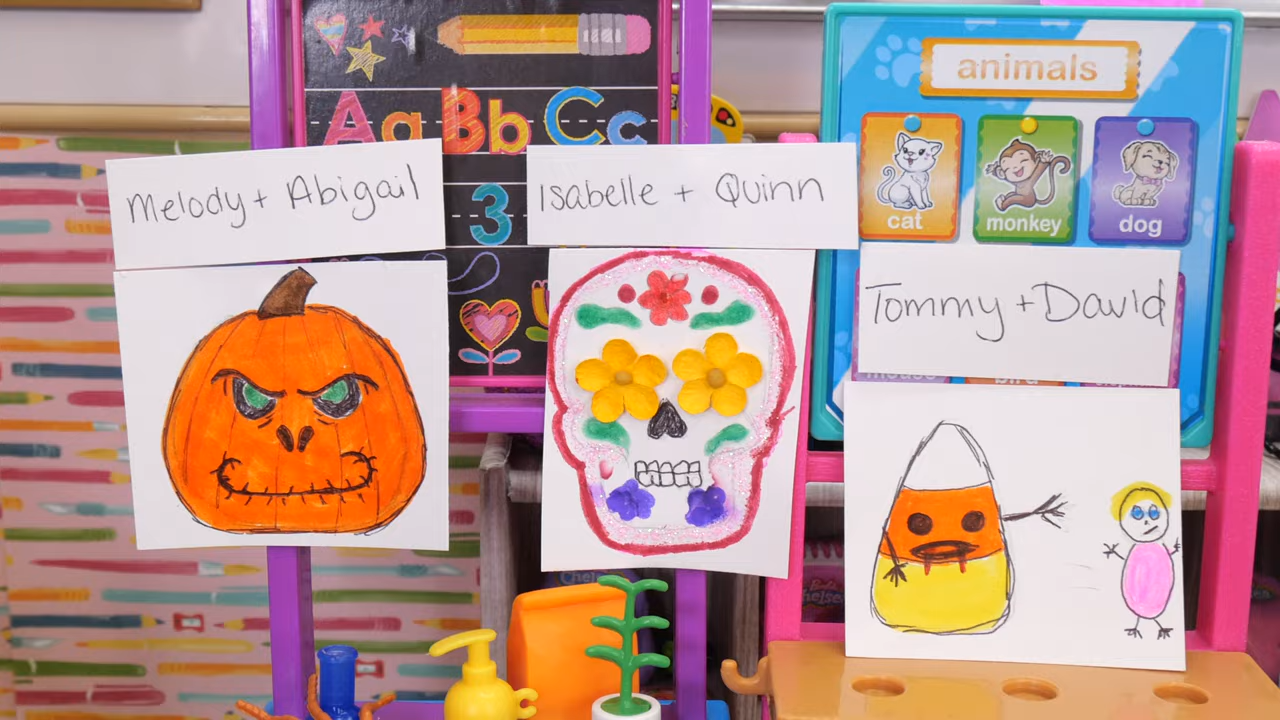 Aa Bb Cc
animals
cat
monkey
dog
Melody + Abigail
Isabelle + Quinn
3
Tommy + David